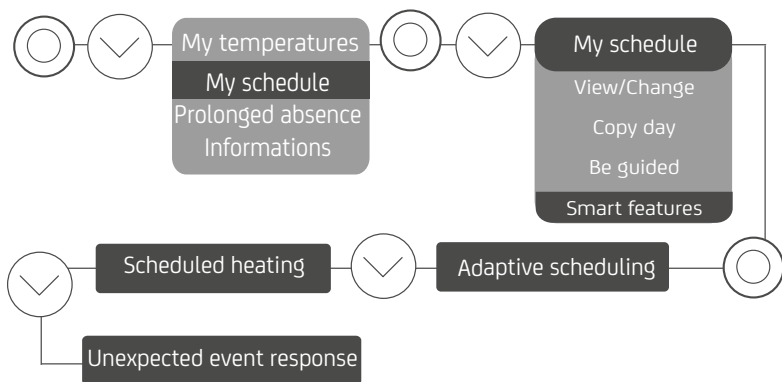 My temperatures
My schedule
Prolonged absence
Informations
My schedule
View/Change
Copy day
Be guided
Smart features
Scheduled heating
Adaptive scheduling
Unexpected event response